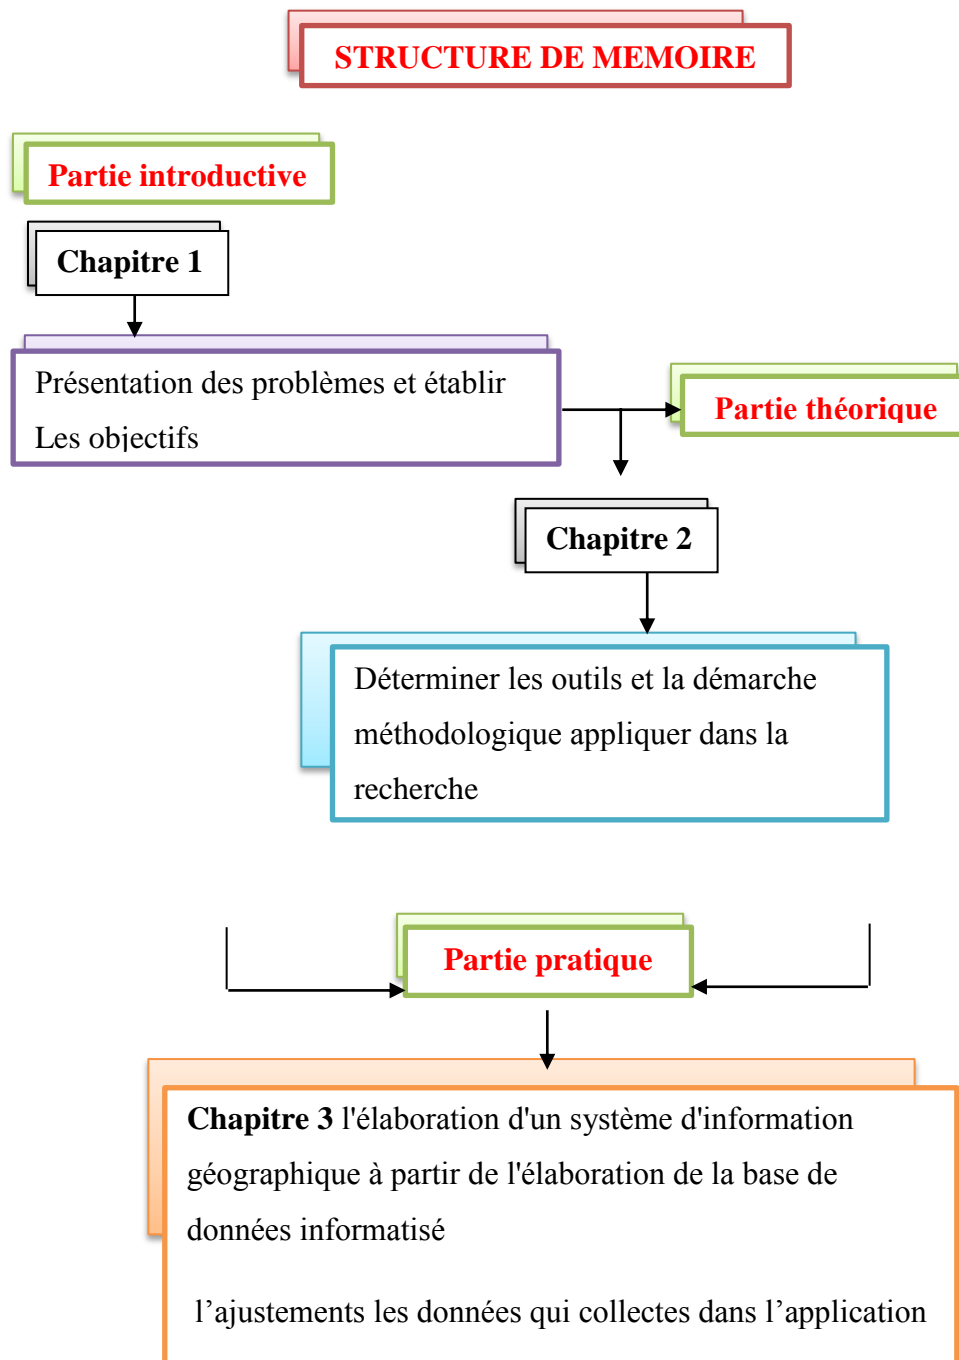 STRUCTURE DE MEMOIRE
Partie introductive
Chapitre 1
Présentation des problèmes et établir
Les objectifs
Partie théorique
Chapitre 2
Déterminer les outils et la démarche
méthodologique appliquer dans la
recherche
Partie pratique
Chapitre 3 l'élaboration d'un système d'information
géographique à partir de l'élaboration de la base de
données informatisé
l’ajustements les données qui collectes dans l’application